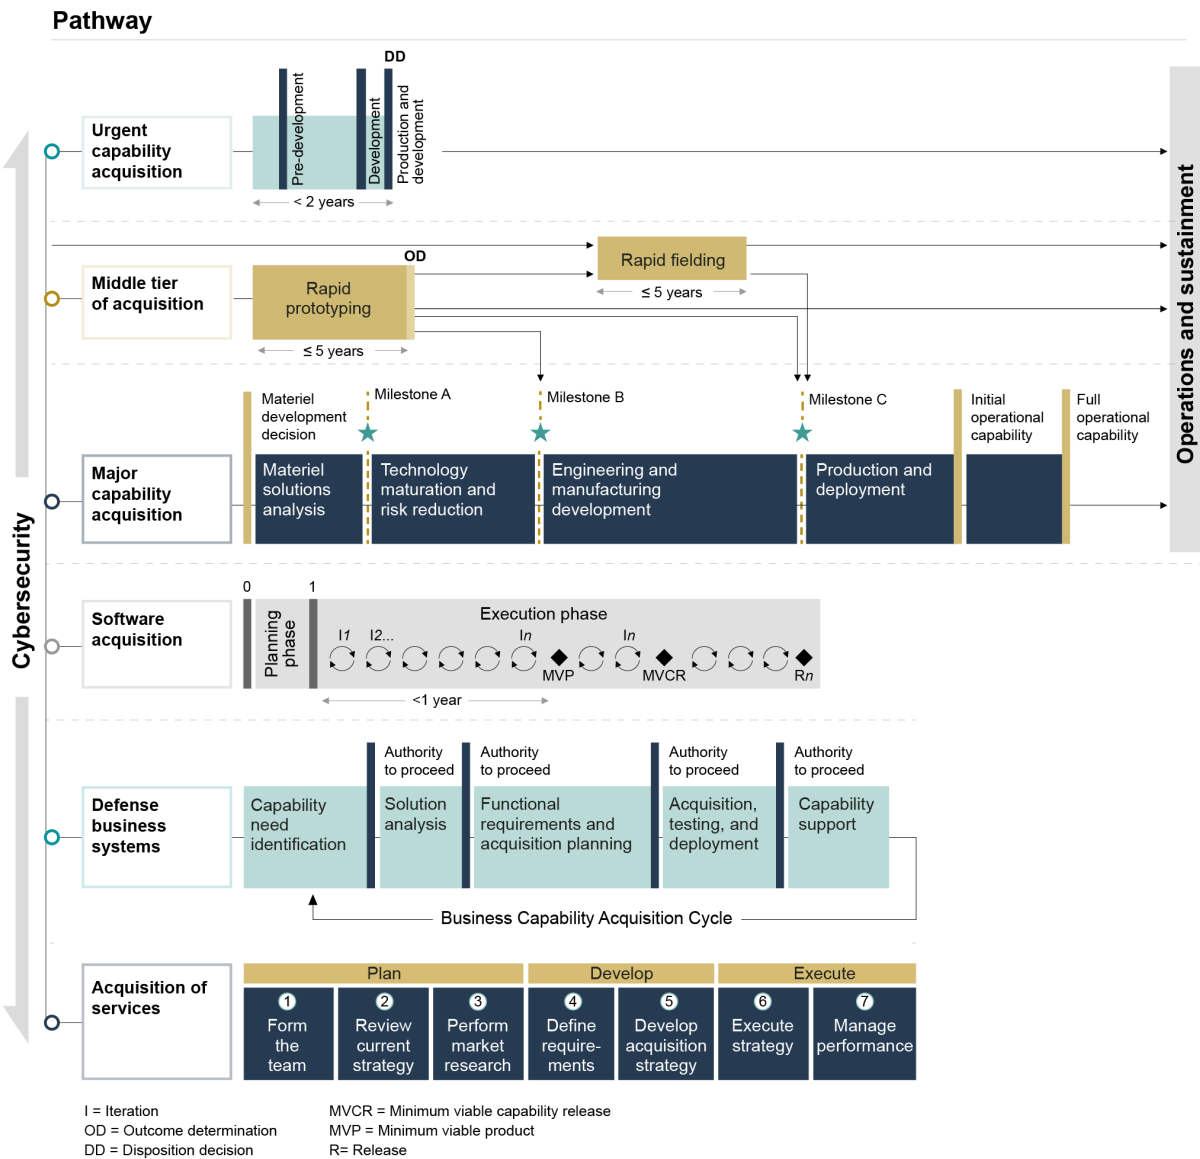 Pathway
DD
Pre-development
Development
Production and
development
Urgent
capability
acquisition
< 2 years
Operations and sustainment
OD
Rapid fielding
≤ 5 years
Middle tier
of acquisition
Rapid
prototyping
≤ 5 years
Materiel
development
decision
Milestone A
Milestone B
Milestone C
Initial
operational
capability
Full
operational
capability
Major
capability
acquisition
Materiel
solutions
analysis
Technology
maturation and
risk reduction
Engineering and
manufacturing
development
Production and
deployment
Cybersecurity
0
1
Software
acquisition
Planning
phase
Execution phase
I1
I2...
In
In
MVP
MVCR
Rn
<1 year
Authority
to proceed
Authority
to proceed
Authority
to proceed
Authority
to proceed
Defense
business
systems
Capability
need
identification
Solution
analysis
Functional
requirements and
acquisition planning
Acquisition,
testing, and
deployment
Capability
support
Business Capability Acquisition Cycle
Acquisition of
services
Plan
Develop
Execute
1
Form
the
team
2
Review
current
strategy
3
Perform
market
research
4
Define
require-
ments
5
Develop
acquisition
strategy
6
Execute
strategy
7
Manage
performance
I = Iteration
OD = Outcome determination
DD = Disposition decision
MVCR = Minimum viable capability release
MVP = Minimum viable product
R= Release